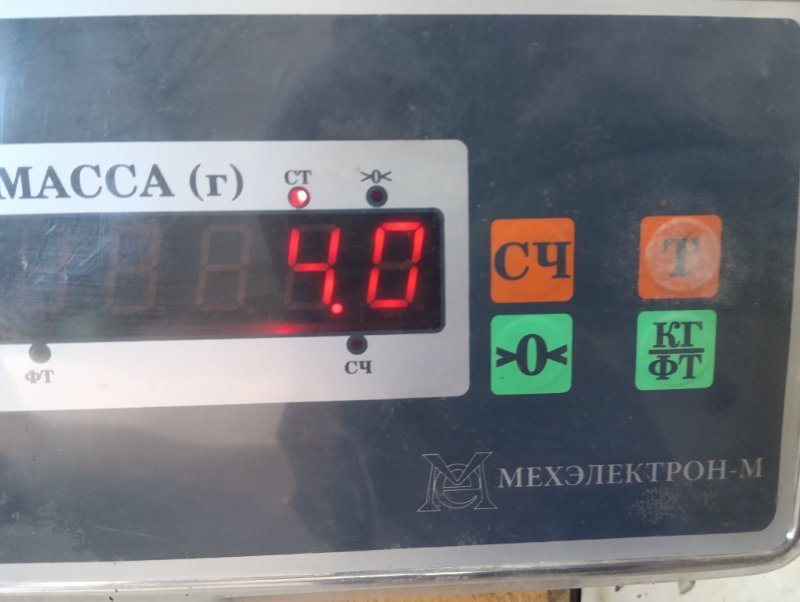 МАССА (г)
СТ
>0<
4.0
ФТ
СЧ
СЧ
Т
>0<
КГ
ФТ
МЕХЭЛЕКТРОН-М